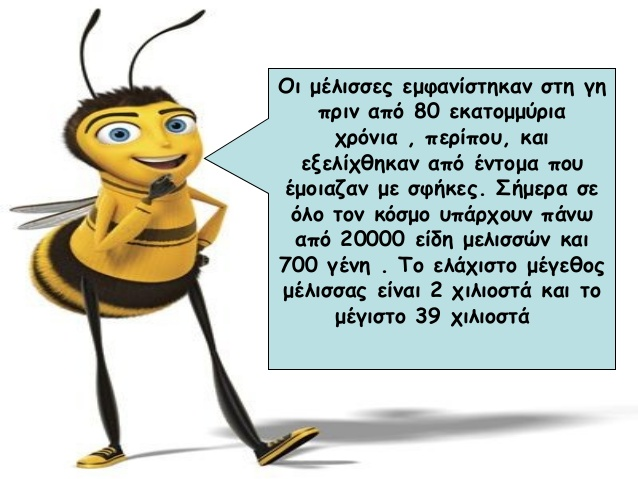 Οι μέλισσες εμφανίστηκαν στη γη
πριν από 80 εκατομμύρια
χρόνια , περίπου, και
εξελίχθηκαν από έντομα που
έμοιαζαν με σφήκες. Σήμερα σε
όλο τον κόσμο υπάρχουν πάνω
από 20000 είδη μελισσών και
700 γένη . Το ελάχιστο μέγεθος
μέλισσας είναι 2 χιλιοστά και το
μέγιστο 39 χιλιοστά